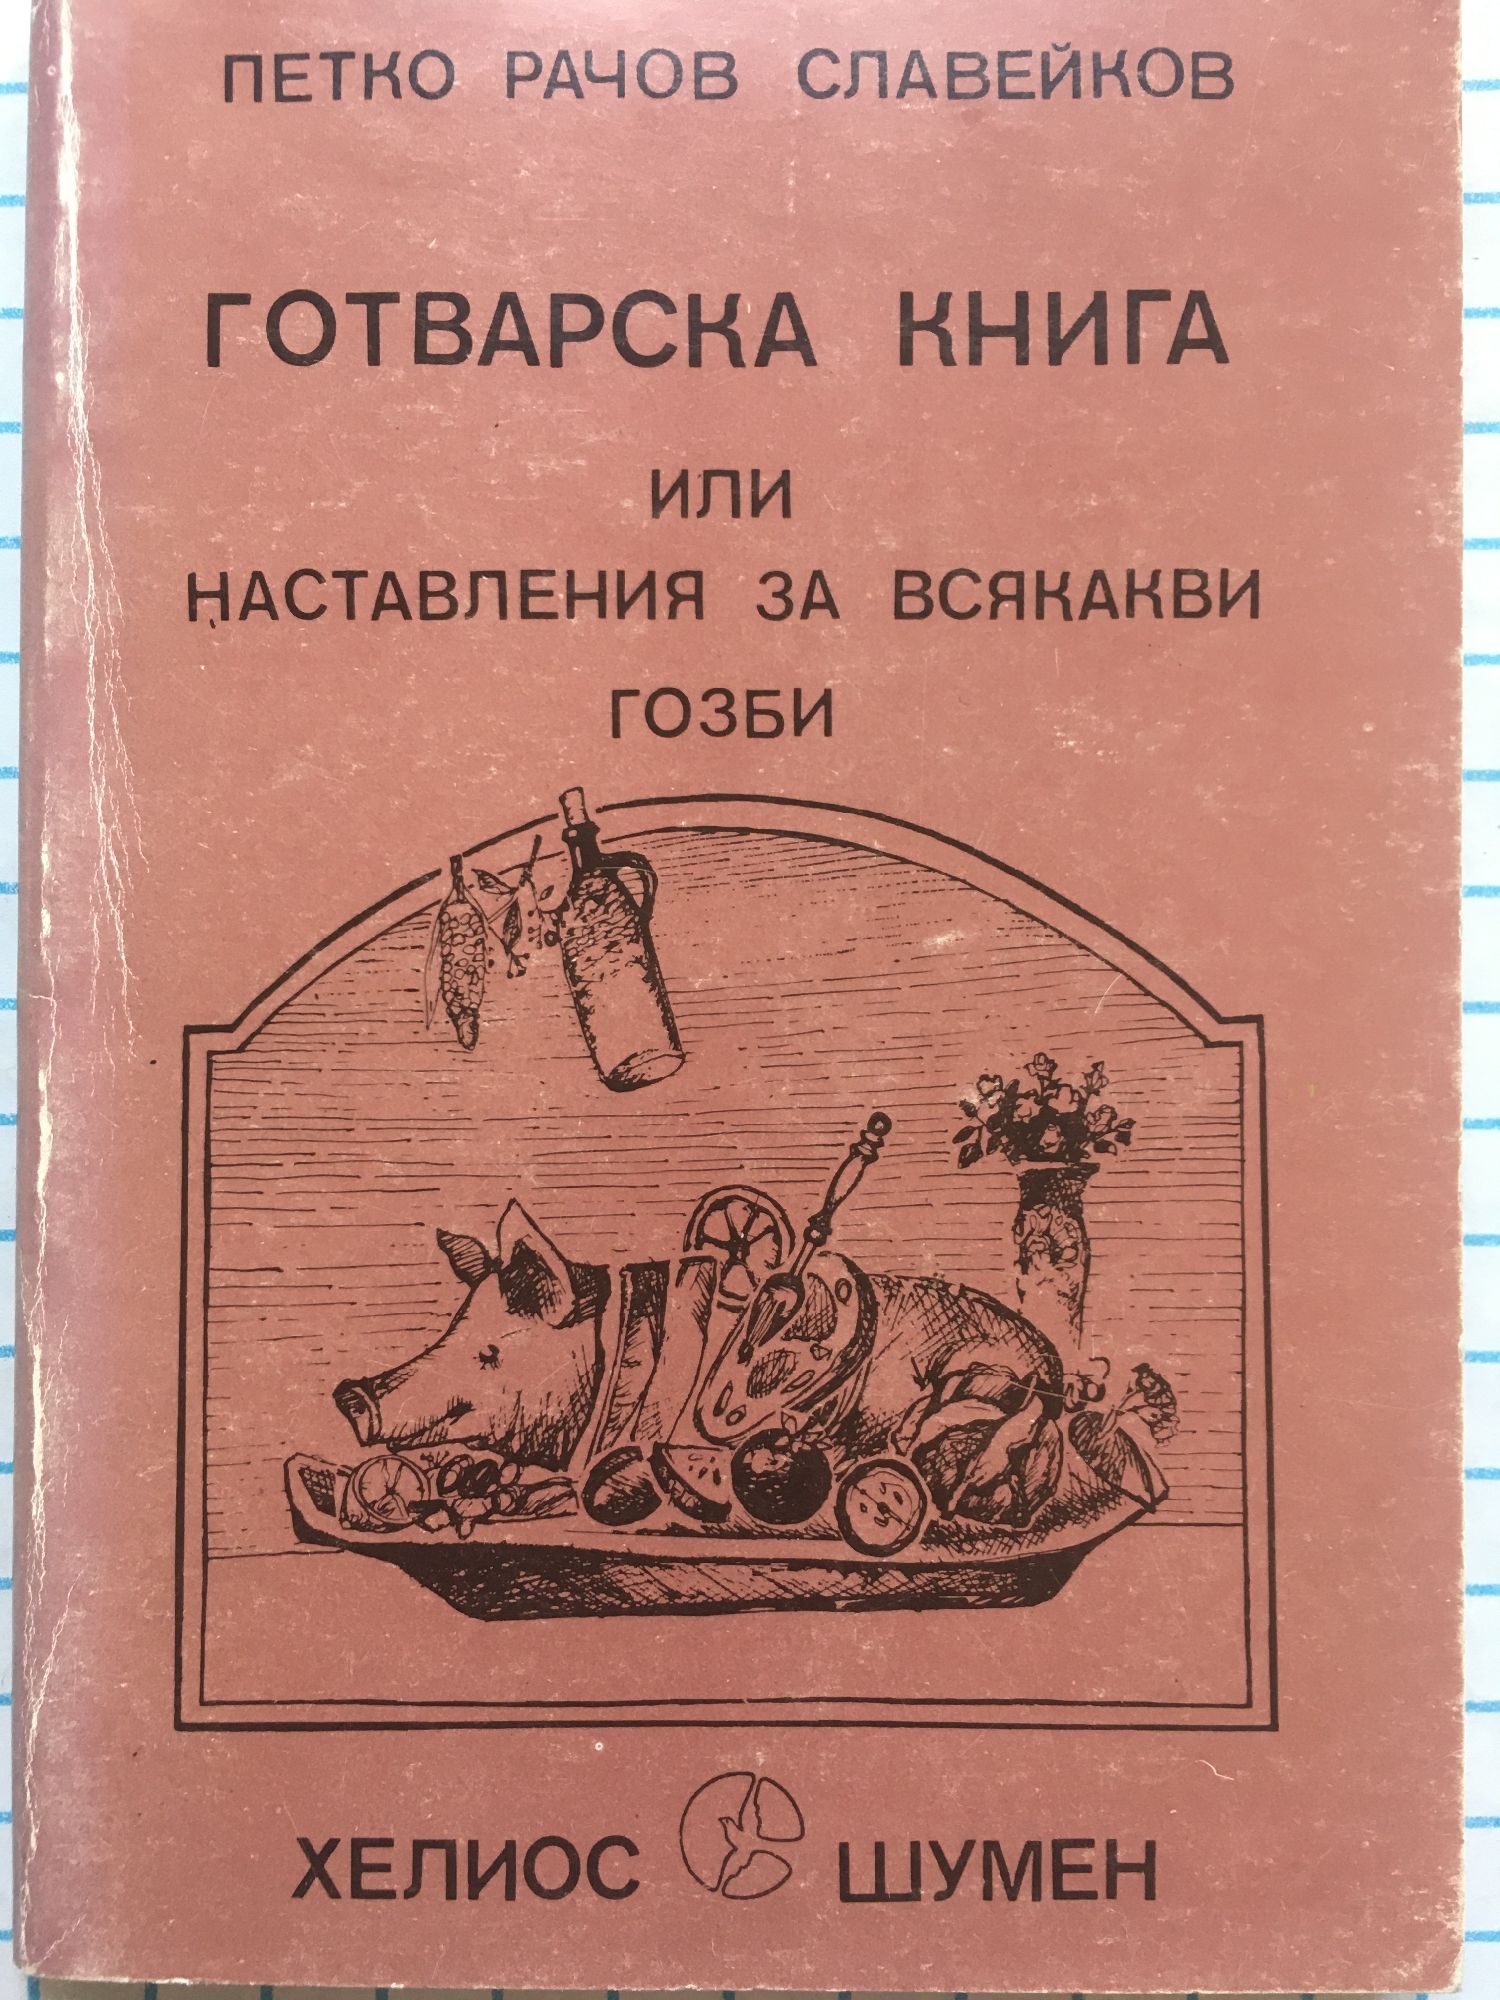 ПЕТКО РАЧОВ СЛАВЕЙКОВ
ГОТВАРСКА КНИГА
ИЛИ
НАСТАВЛЕНИЯ ЗА ВСЯКАКВИ
ГОЗБИ
ХЕЛИОС ШУМЕН